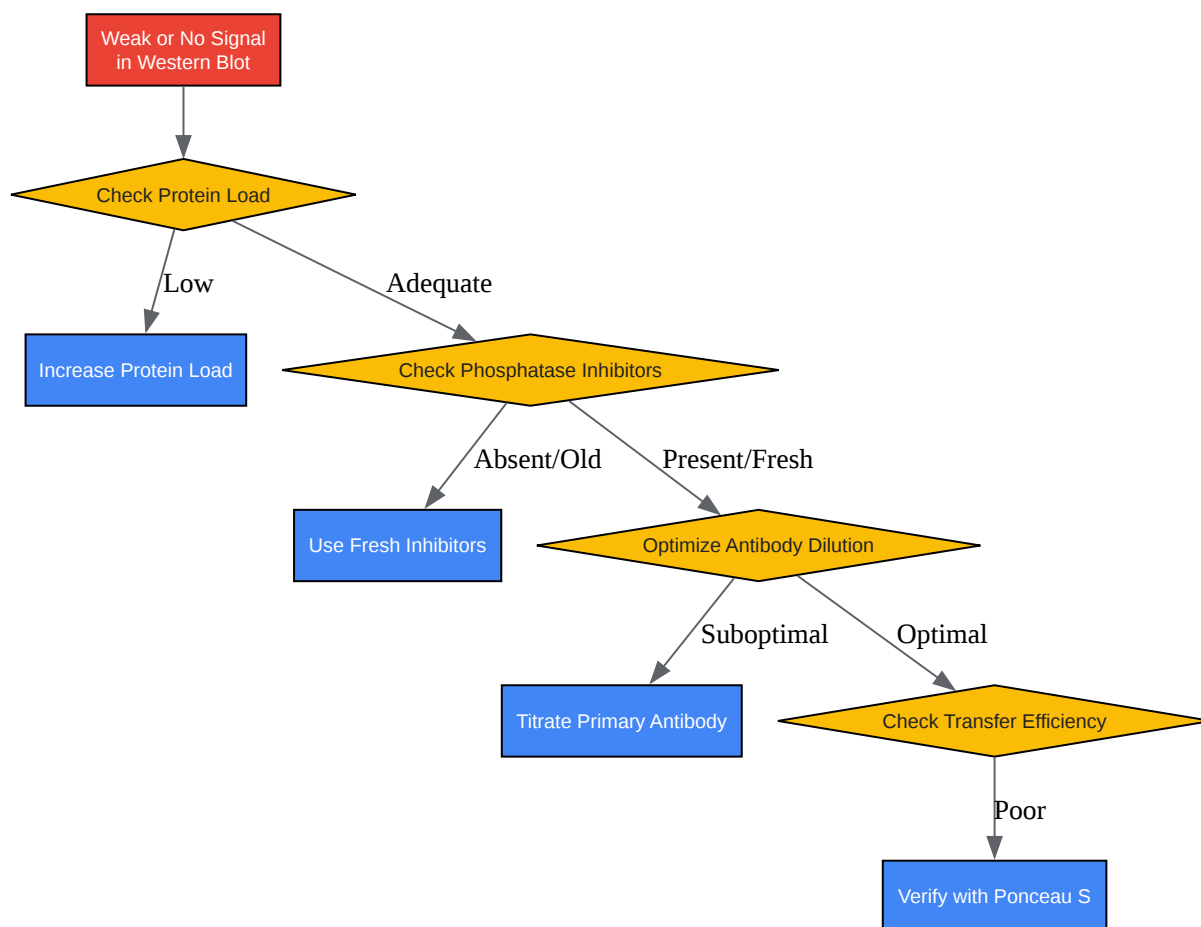 Weak or No Signal
in Western Blot
Check Protein Load
Low
Adequate
Increase Protein Load
Check Phosphatase Inhibitors
Absent/Old
Present/Fresh
Use Fresh Inhibitors
Optimize Antibody Dilution
Suboptimal
Optimal
Titrate Primary Antibody
Check Transfer Efficiency
Poor
Verify with Ponceau S